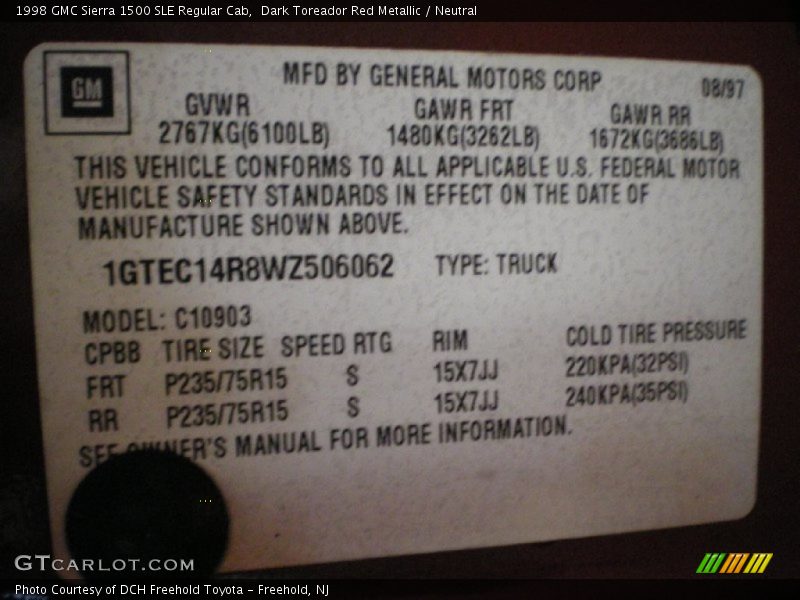 1998 GMC Sierra 1500 SLE Regular Cab,  Dark Toreador Red Metallic / Neutral
GM
MFD BY GENERAL MOTORS CORP 08/97
GVWR GAWR FRT GAWR RR
2767KG(6100LB) 1480KG(3262LB) 1672KG(3686LB)
THIS VEHICLE CONFORMS TO ALL APPLICABLE U.S. FEDERAL MOTOR
VEHICLE SAFETY STANDARDS IN EFFECT ON THE DATE OF
MANUFACTURE SHOWN ABOVE.
1GTEC14R8WZ506062 TYPE: TRUCK
MODEL: C10903
CPBB TIRE SIZE SPEED RTG RIM COLD TIRE PRESSURE
FRT P235/75R15 S 15X7JJ 220KPA(32PSI)
RR P235/75R15 S 15X7JJ 240KPA(35PSI)
SEE OWNER'S MANUAL FOR MORE INFORMATION.
GTCARLOT.COM
Photo Courtesy of DCH Freehold Toyota - Freehold, NJ